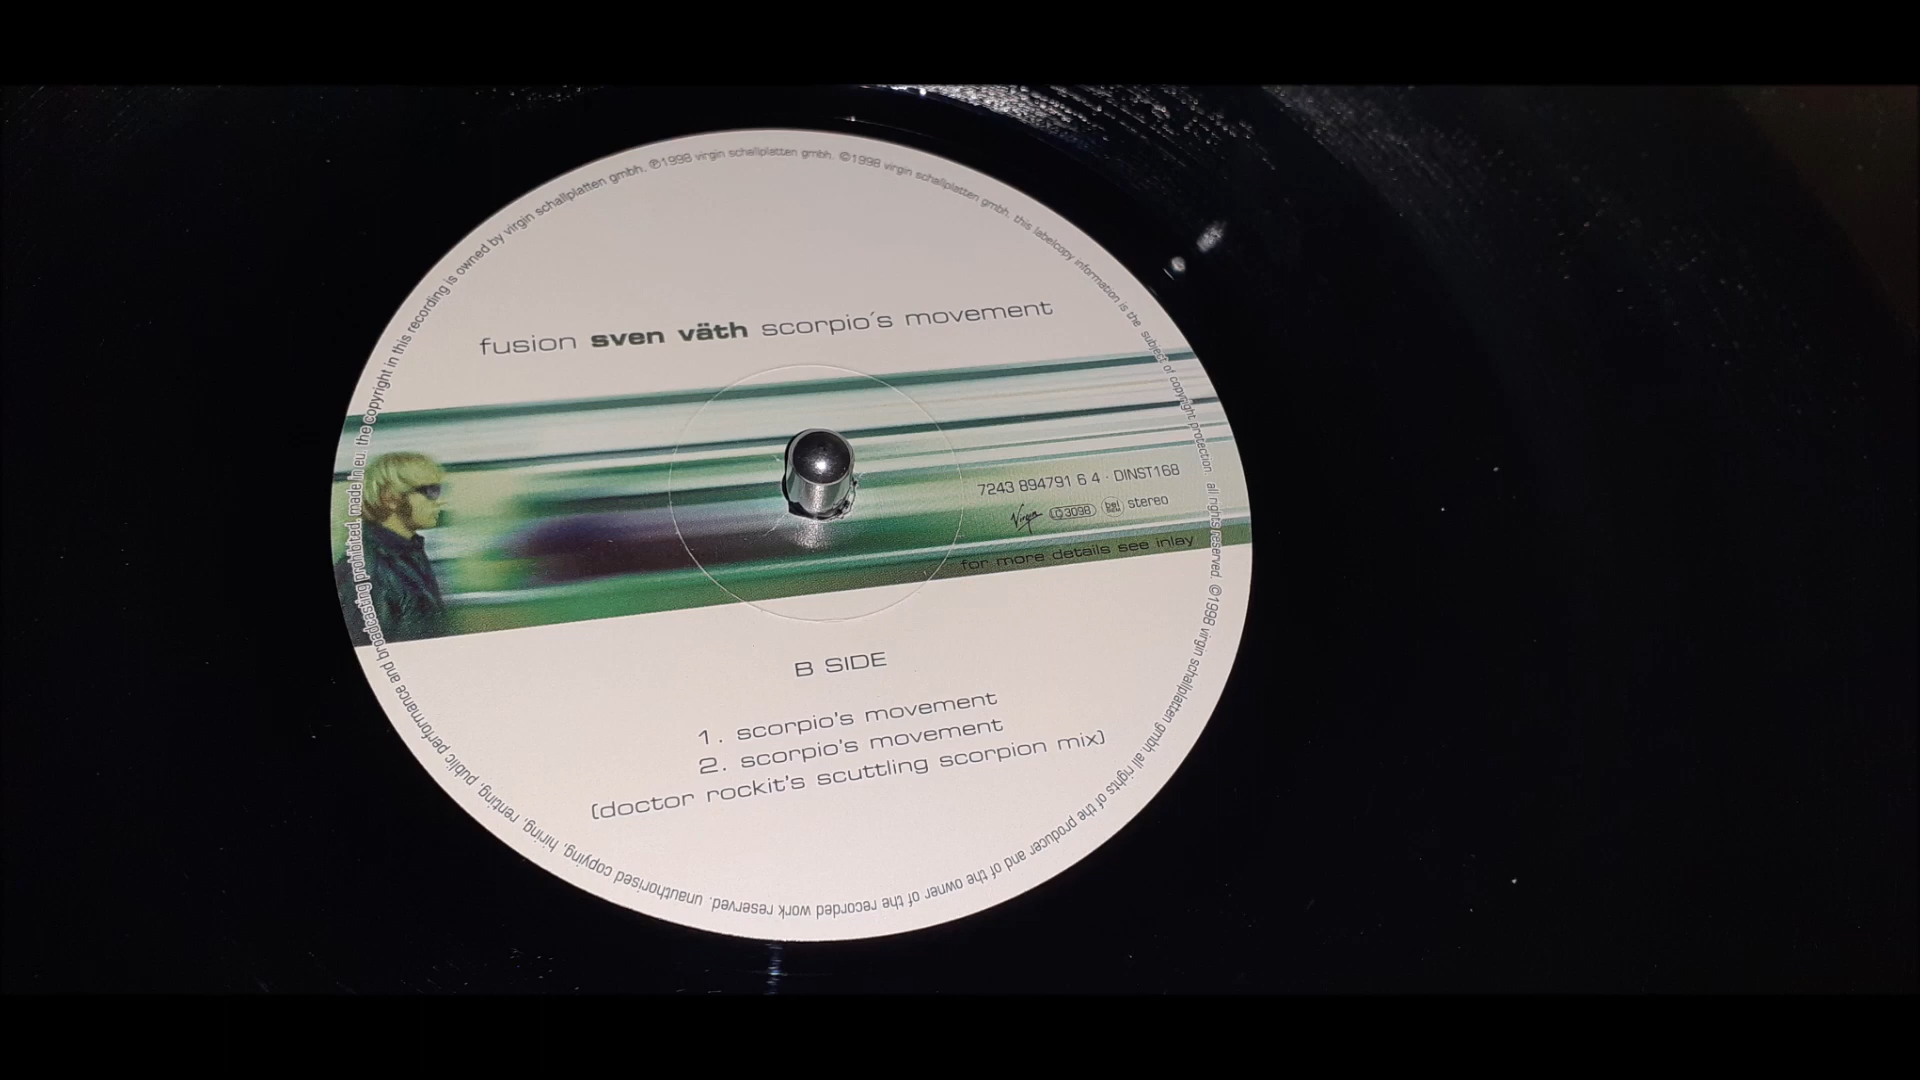 fusion sven väth scorpio´s movement
7243 894791 6 4 · DINST168
Virgin LC3098 bel BIEM stereo
for more details see inlay
B SIDE
1. scorpio's movement
2. scorpio's movement
(doctor rockit's scuttling scorpion mix)
℗1998 virgin schallplatten gmbh. ©1998 virgin schallplatten gmbh. this labelcopy information is the subject of copyright protection. all rights reserved. ©1998 virgin schallplatten gmbh all rights of the producer and of the owner of the recorded work reserved. unauthorised copying, hiring, renting, public performance and broadcasting prohibited. made in eu. the copyright in this recording is owned by virgin schallplatten gmbh.